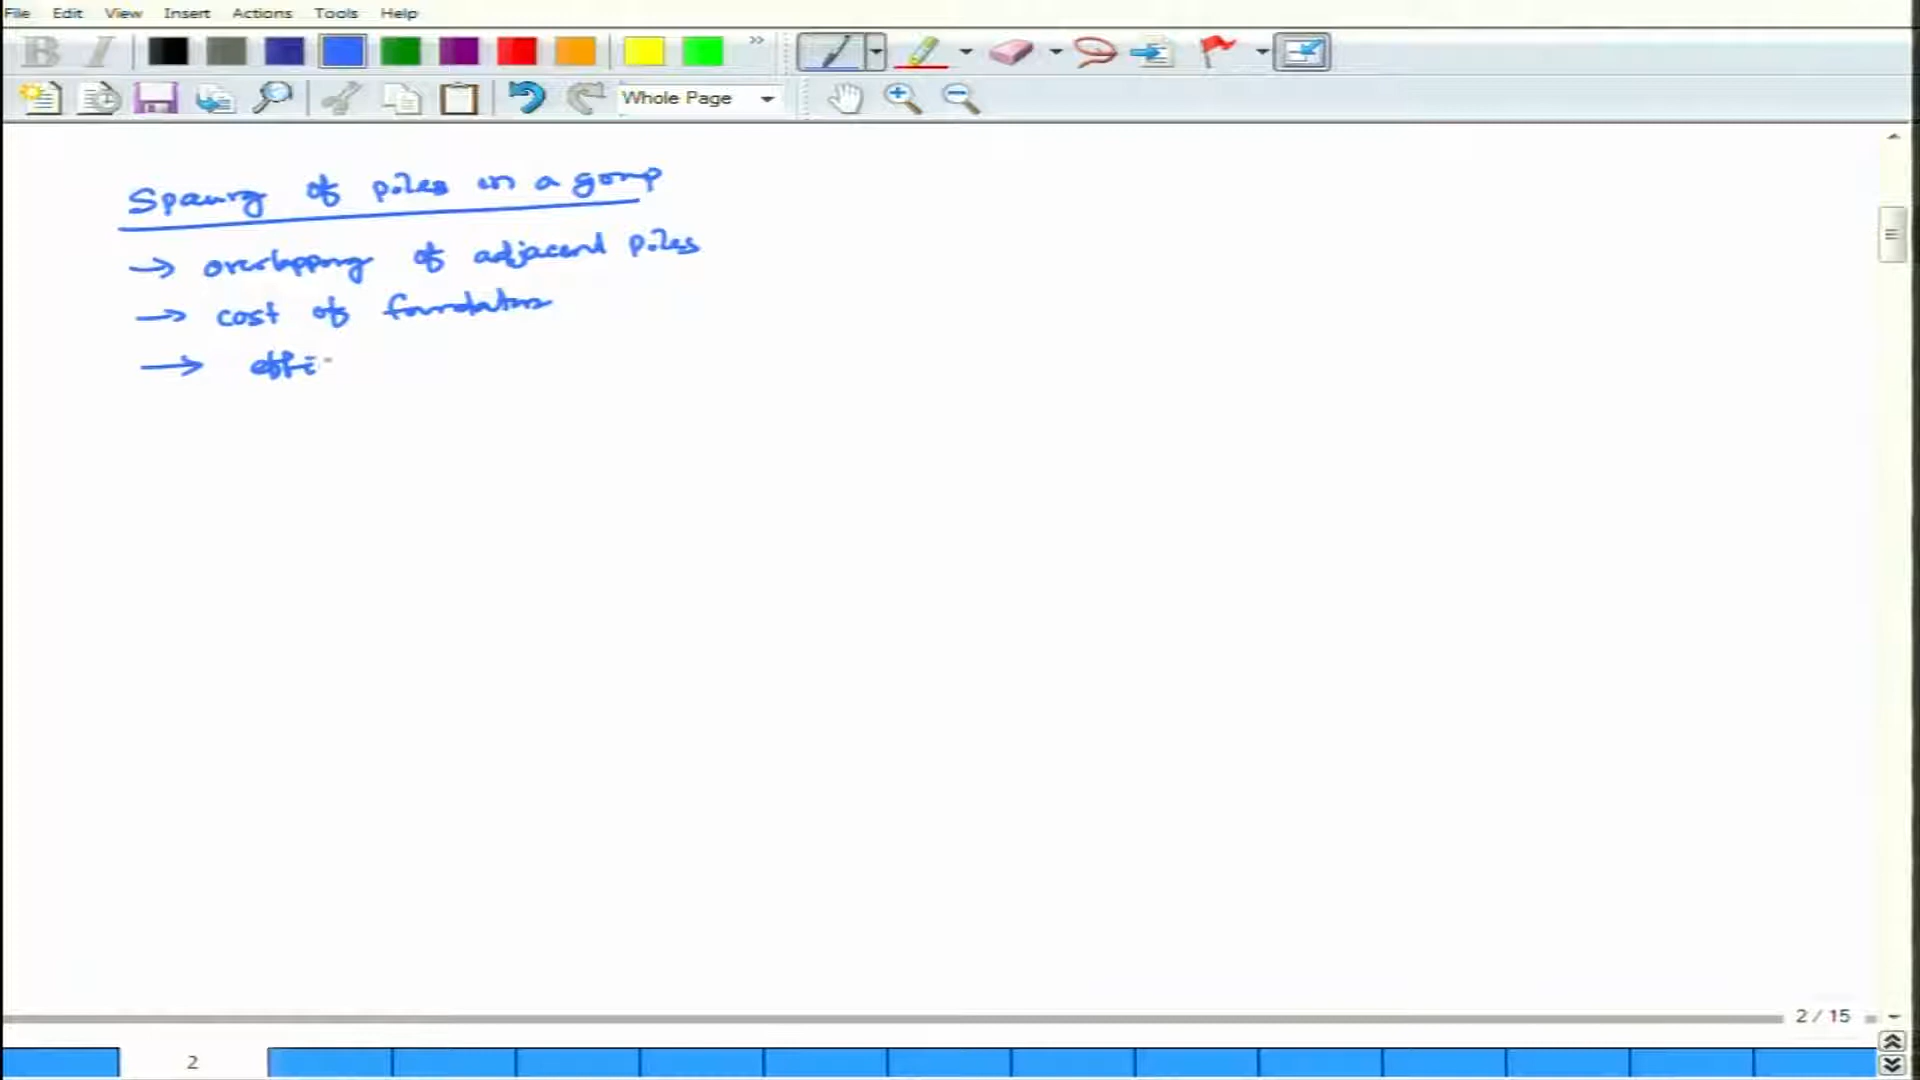 File Edit View Insert Actions Tools Help
B I
Whole Page
Spacing of piles in a group
→ overlapping of adjacent piles
→ cost of foundation
→ effi
2 / 15
2